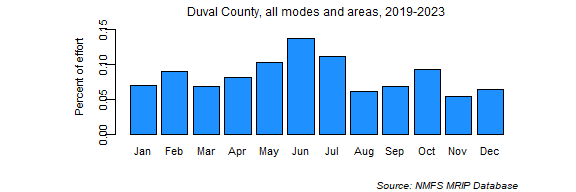 Duval County, all modes and areas, 2019-2023
Percent of effort
0.15
0.10
0.05
0.00
Jan Feb Mar Apr May Jun Jul Aug Sep Oct Nov Dec
Source: NMFS MRIP Database